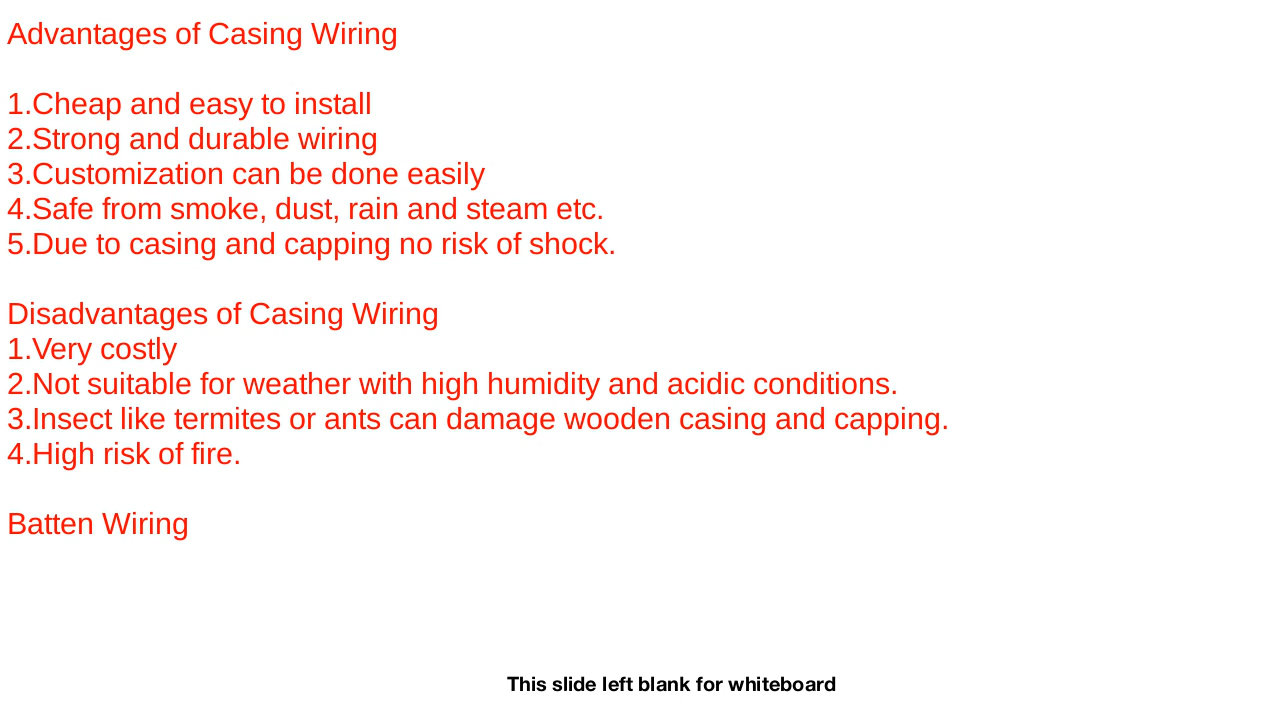 Advantages of Casing Wiring
1.Cheap and easy to install
2.Strong and durable wiring
3.Customization can be done easily
4.Safe from smoke, dust, rain and steam etc.
5.Due to casing and capping no risk of shock.
Disadvantages of Casing Wiring
1.Very costly
2.Not suitable for weather with high humidity and acidic conditions.
3.Insect like termites or ants can damage wooden casing and capping.
4.High risk of fire.
Batten Wiring
This slide left blank for whiteboard